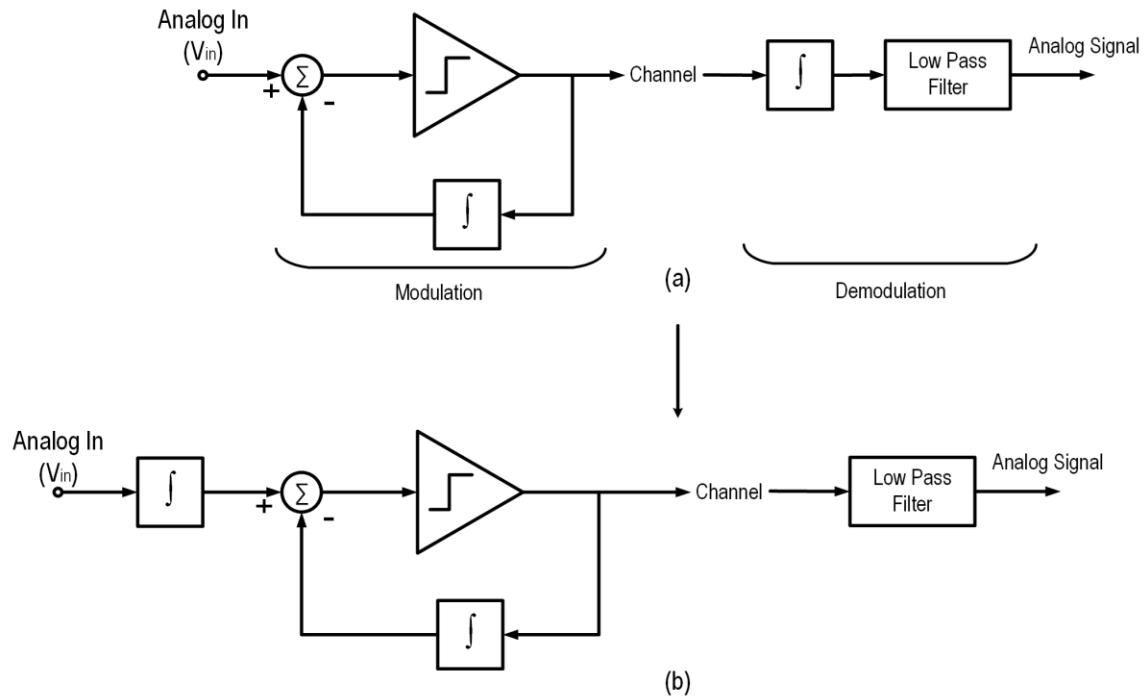 Analog In
(Vin)
Σ
+
-
∫
Channel
∫
Low Pass
Filter
Analog Signal
Modulation
(a)
Demodulation
Analog In
(Vin)
∫
Σ
+
-
∫
Channel
Low Pass
Filter
Analog Signal
(b)